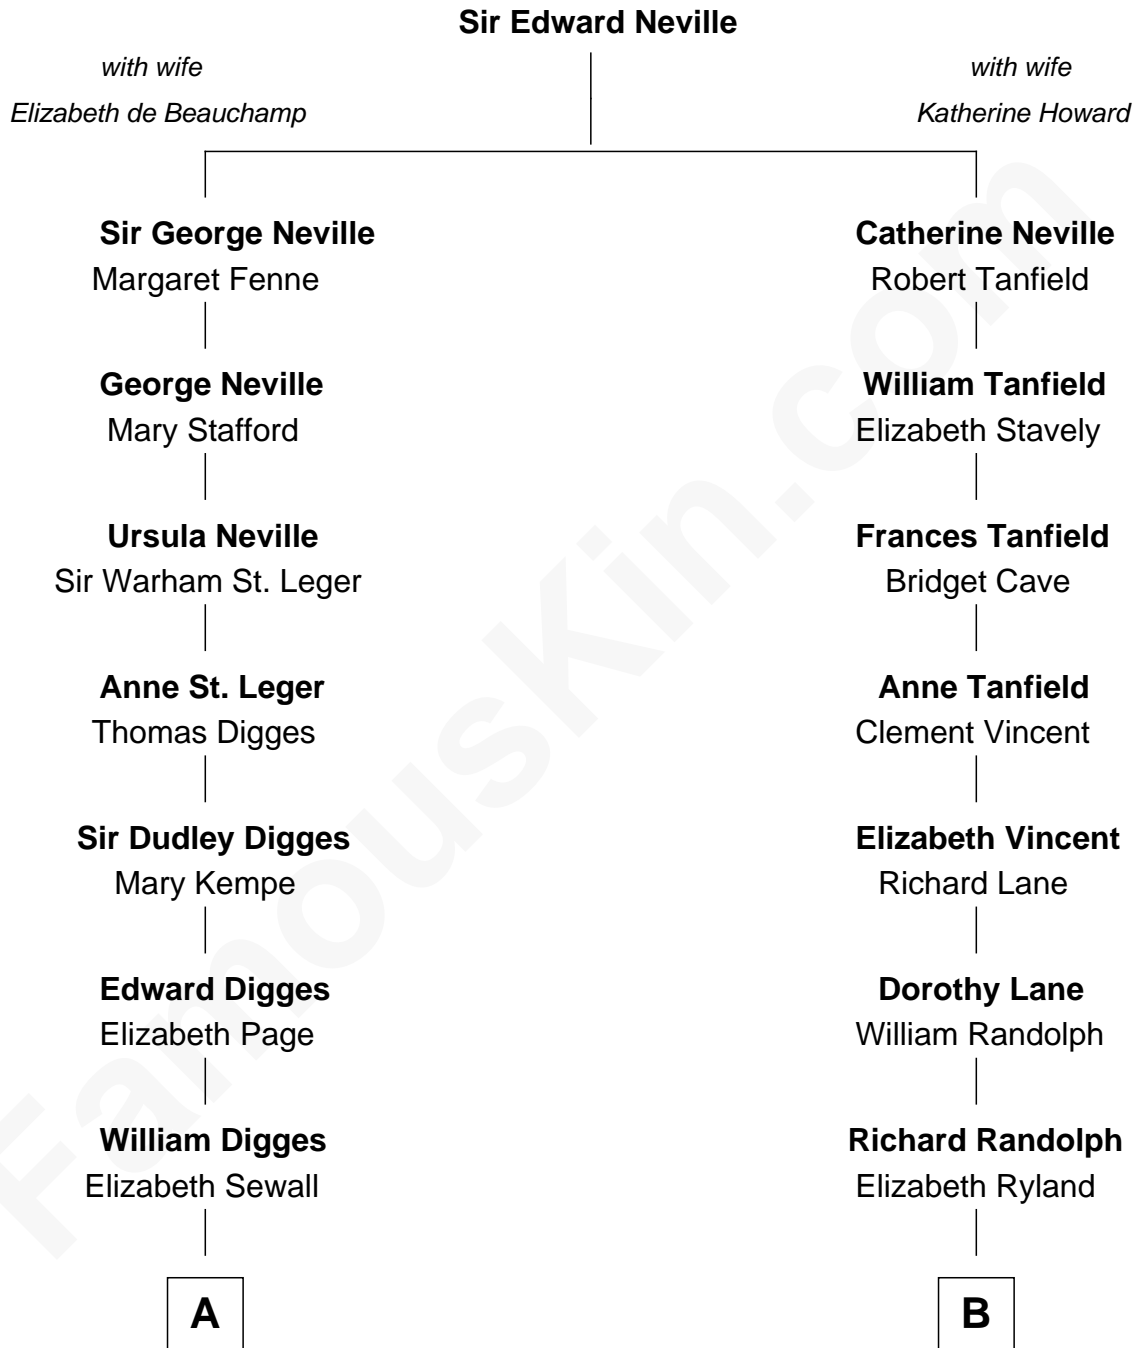 Sir Edward Neville
with wife
Elizabeth de Beauchamp
with wife
Katherine Howard
Sir George Neville
Margaret Fenne
Catherine Neville
Robert Tanfield
George Neville
Mary Stafford
William Tanfield
Elizabeth Stavely
Ursula Neville
Sir Warham St. Leger
Frances Tanfield
Bridget Cave
Anne St. Leger
Thomas Digges
Anne Tanfield
Clement Vincent
Sir Dudley Digges
Mary Kempe
Elizabeth Vincent
Richard Lane
Edward Digges
Elizabeth Page
Dorothy Lane
William Randolph
William Digges
Elizabeth Sewall
Richard Randolph
Elizabeth Ryland
A
B
FamousKin.com